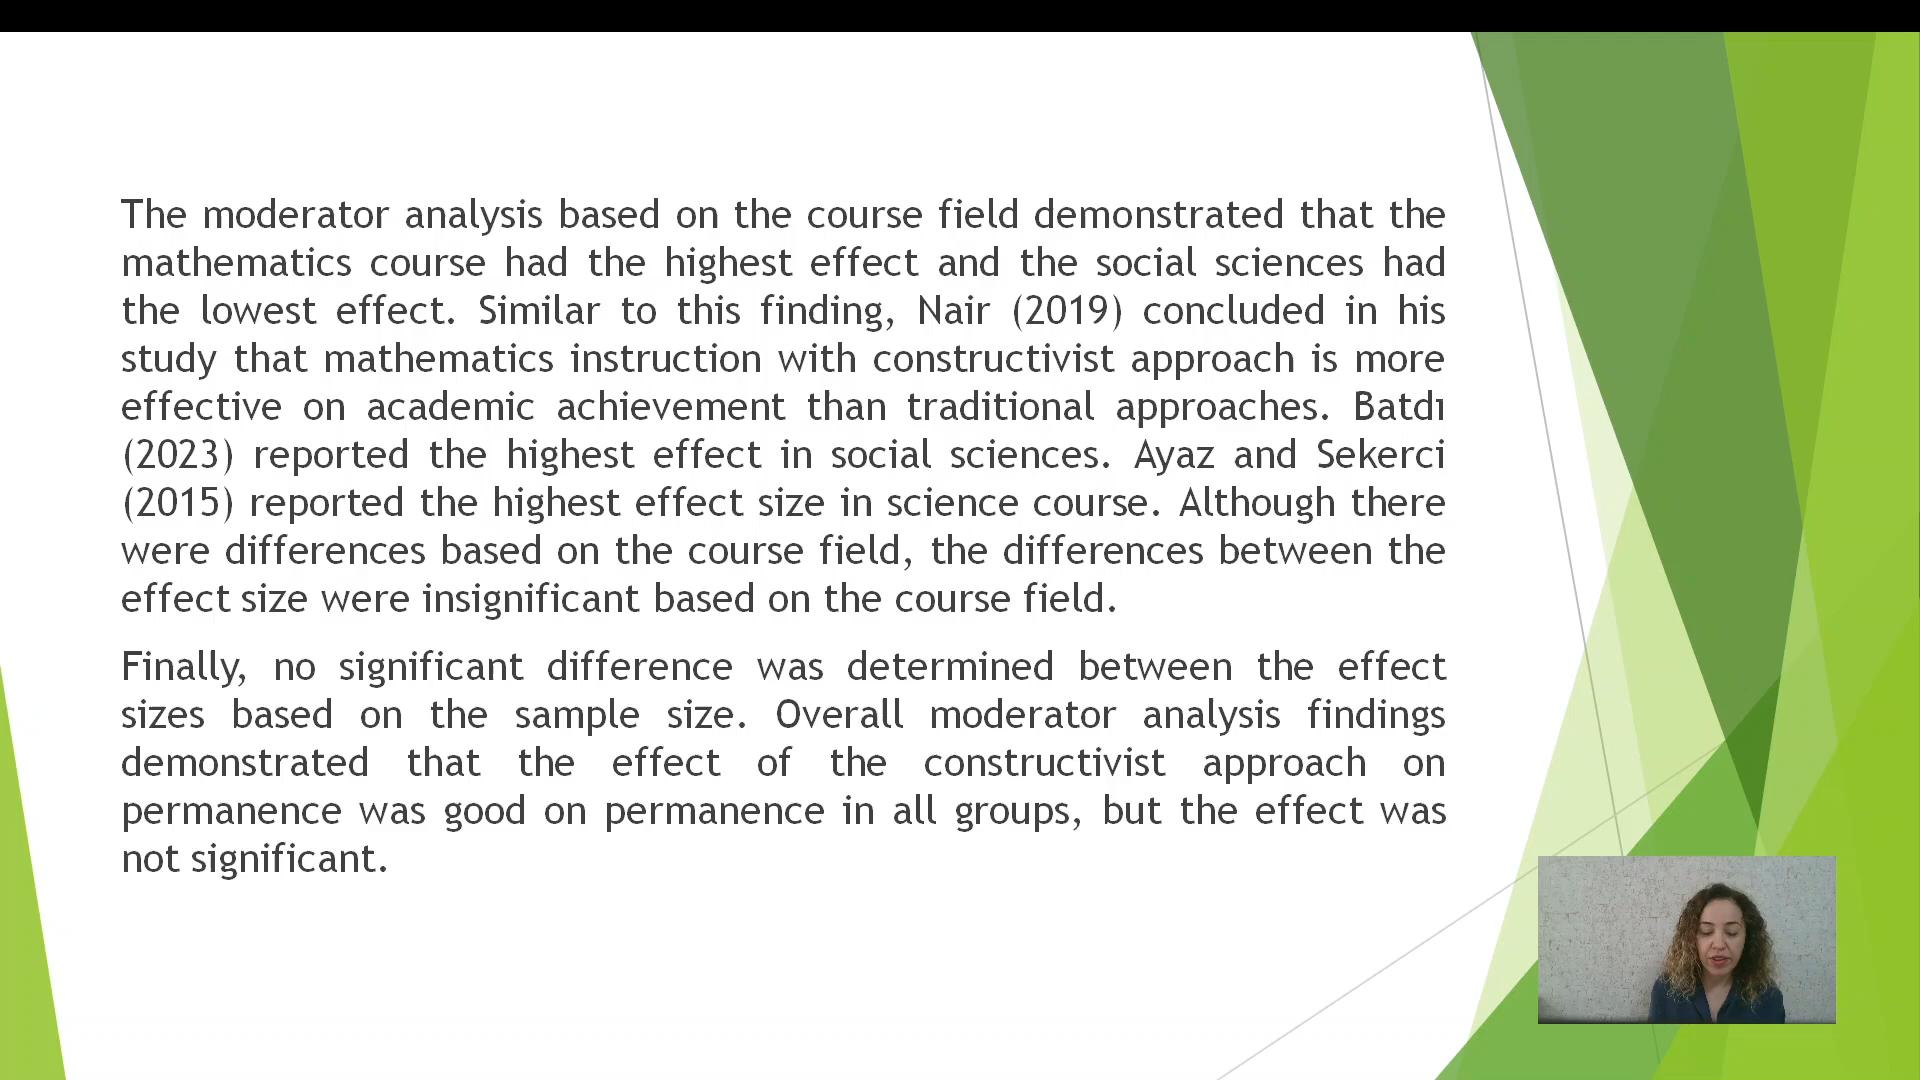 The moderator analysis based on the course field demonstrated that the
mathematics course had the highest effect and the social sciences had
the lowest effect. Similar to this finding, Nair (2019) concluded in his
study that mathematics instruction with constructivist approach is more
effective on academic achievement than traditional approaches. Batdı
(2023) reported the highest effect in social sciences. Ayaz and Sekerci
(2015) reported the highest effect size in science course. Although there
were differences based on the course field, the differences between the
effect size were insignificant based on the course field.
Finally, no significant difference was determined between the effect
sizes based on the sample size. Overall moderator analysis findings
demonstrated that the effect of the constructivist approach on
permanence was good on permanence in all groups, but the effect was
not significant.